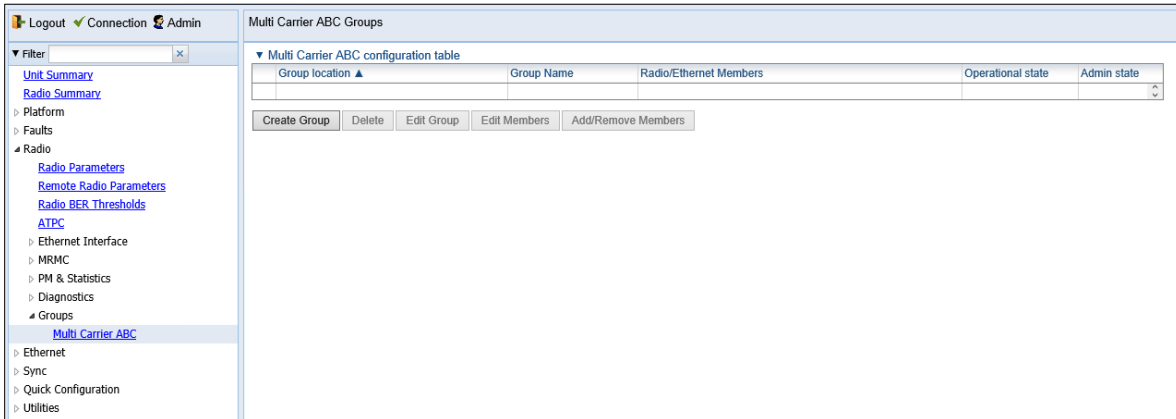 Logout Connection Admin
Filter
Unit Summary
Radio Summary
Platform
Faults
Radio
Radio Parameters
Remote Radio Parameters
Radio BER Thresholds
ATPC
Ethernet Interface
MRMC
PM & Statistics
Diagnostics
Groups
Multi Carrier ABC
Ethernet
Sync
Quick Configuration
Utilities
Multi Carrier ABC Groups
Multi Carrier ABC configuration table
Group location ▲ Group Name Radio/Ethernet Members Operational state Admin state
Create Group Delete Edit Group Edit Members Add/Remove Members